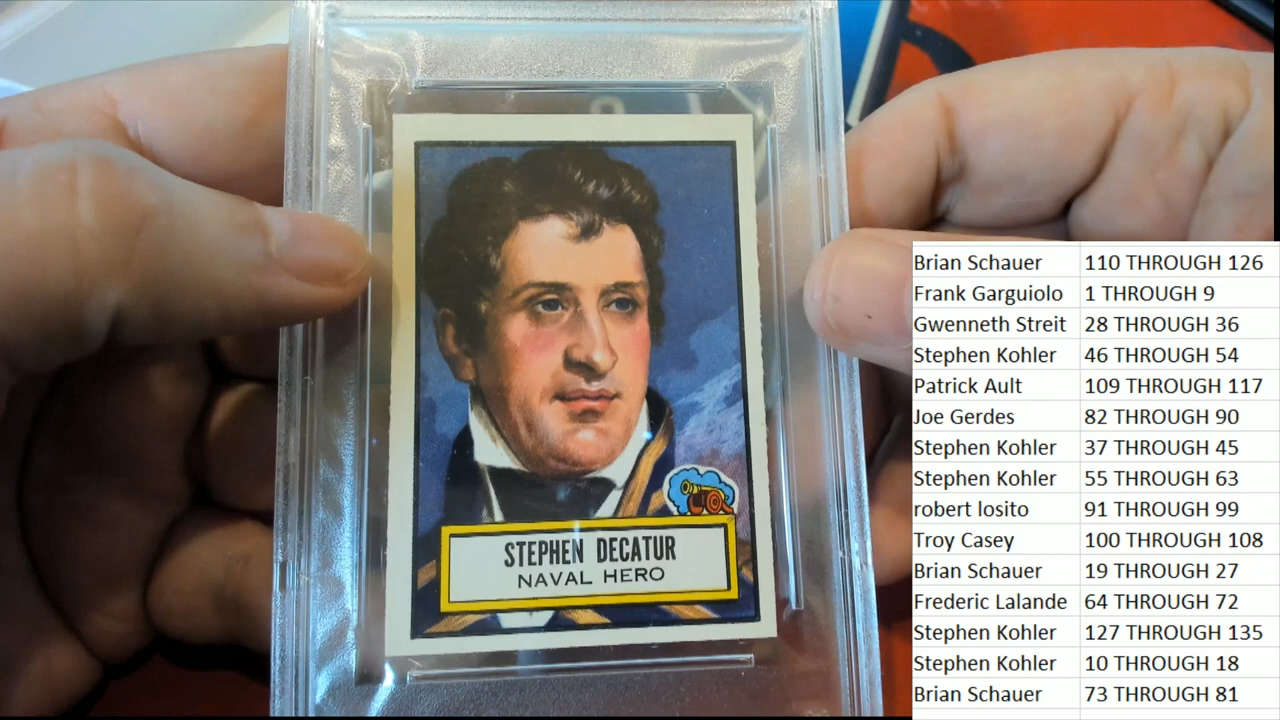 STEPHEN DECATUR
NAVAL HERO
Brian Schauer 110 THROUGH 126
Frank Garguiolo 1 THROUGH 9
Gwenneth Streit 28 THROUGH 36
Stephen Kohler 46 THROUGH 54
Patrick Ault 109 THROUGH 117
Joe Gerdes 82 THROUGH 90
Stephen Kohler 37 THROUGH 45
Stephen Kohler 55 THROUGH 63
robert losito 91 THROUGH 99
Troy Casey 100 THROUGH 108
Brian Schauer 19 THROUGH 27
Frederic Lalande 64 THROUGH 72
Stephen Kohler 127 THROUGH 135
Stephen Kohler 10 THROUGH 18
Brian Schauer 73 THROUGH 81